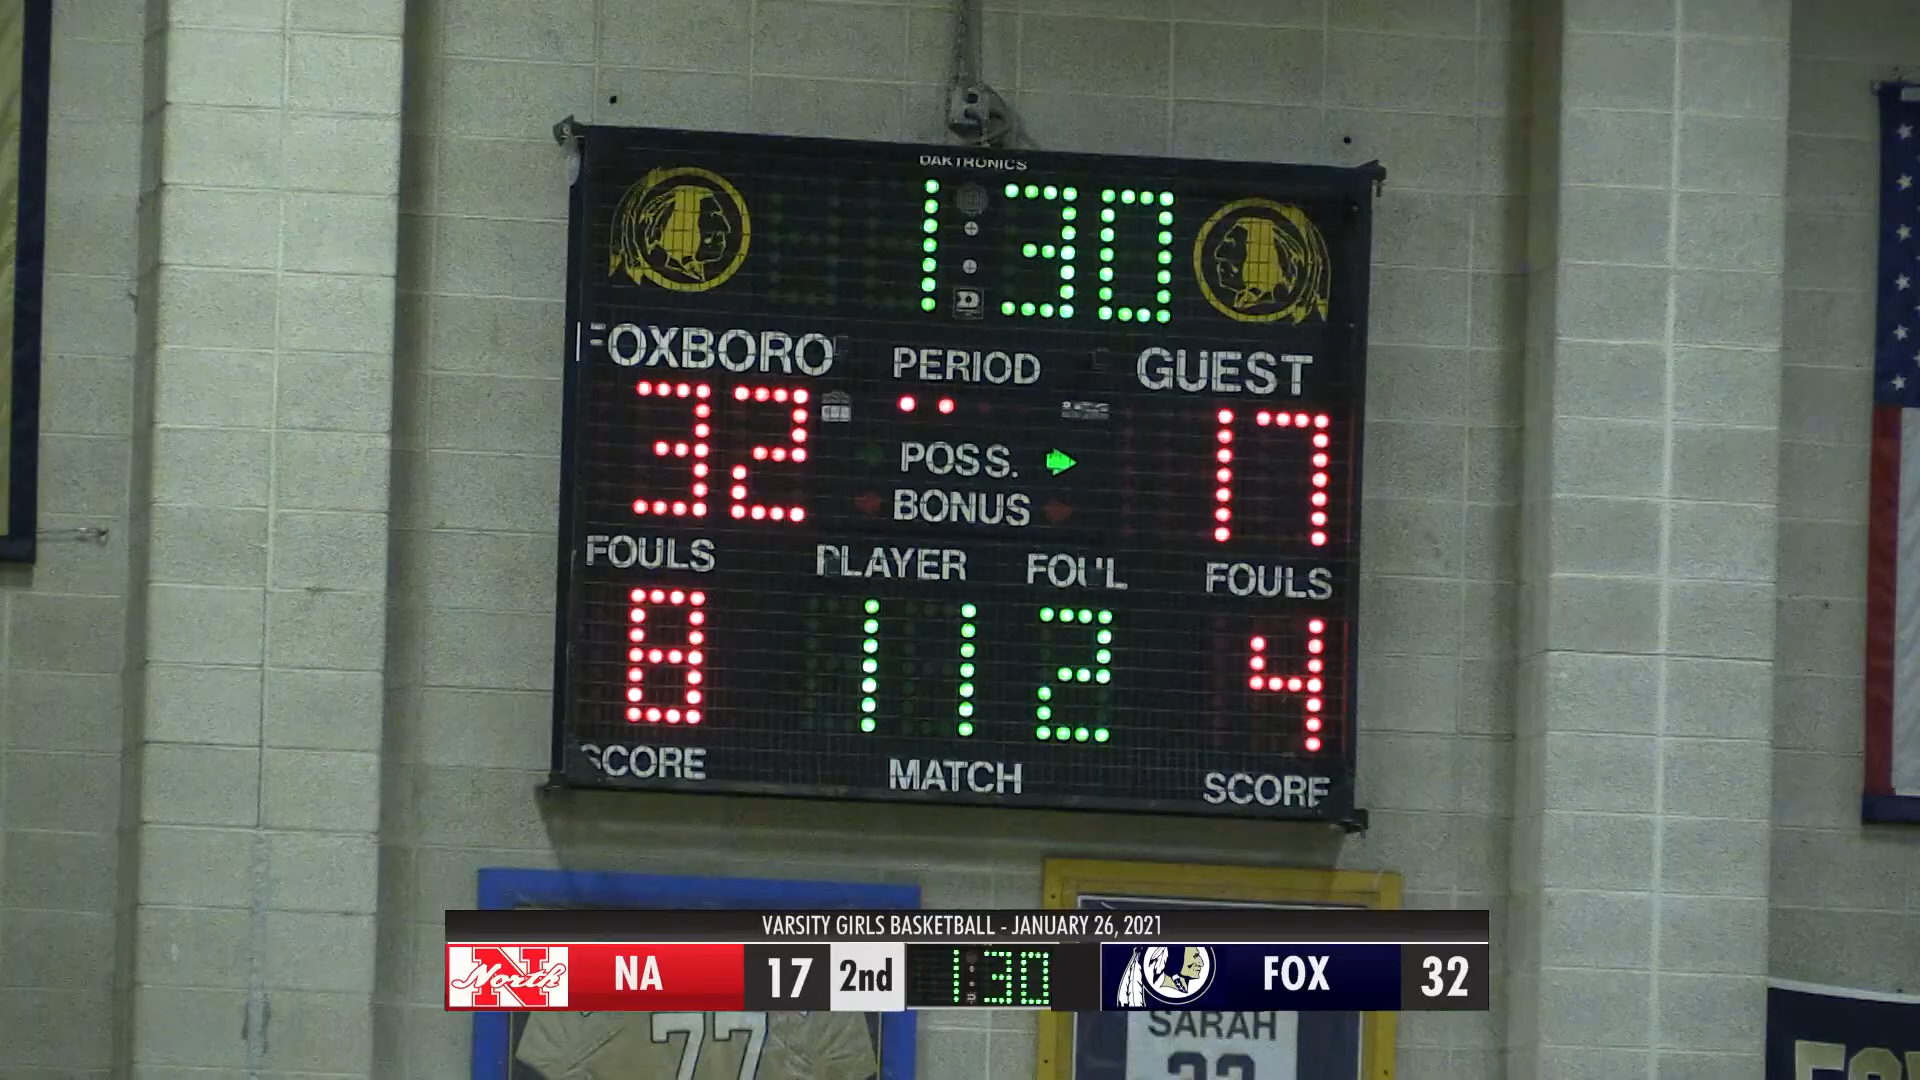 DAKTRONICS
1:30
FOXBORO PERIOD GUEST
32 17
POSS.
BONUS
FOULS PLAYER FOUL FOULS
8 11 2 4
SCORE MATCH SCORE
VARSITY GIRLS BASKETBALL - JANUARY 26, 2021
North NA 17 2nd 1:30 FOX 32
77
SARAH